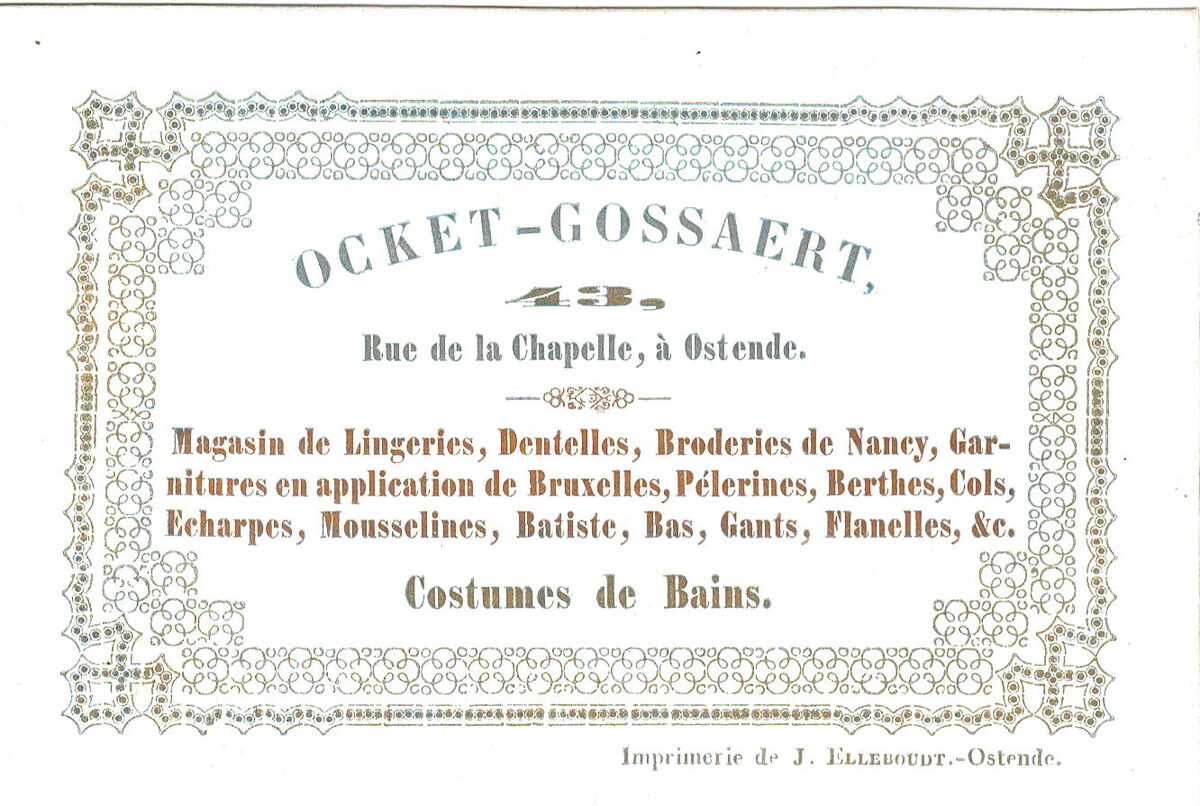 OCKET-GOSSAERT,
43,
Rue de la Chapelle, à Ostende.
Magasin de Lingeries, Dentelles, Broderies de Nancy, Gar-
nitures en application de Bruxelles, Pélerines, Berthes, Cols,
Echarpes, Mousselines, Batiste, Bas, Gants, Flanelles, &c.
Costumes de Bains.
Imprimerie de J. ELLEBOUDT.-Ostende.